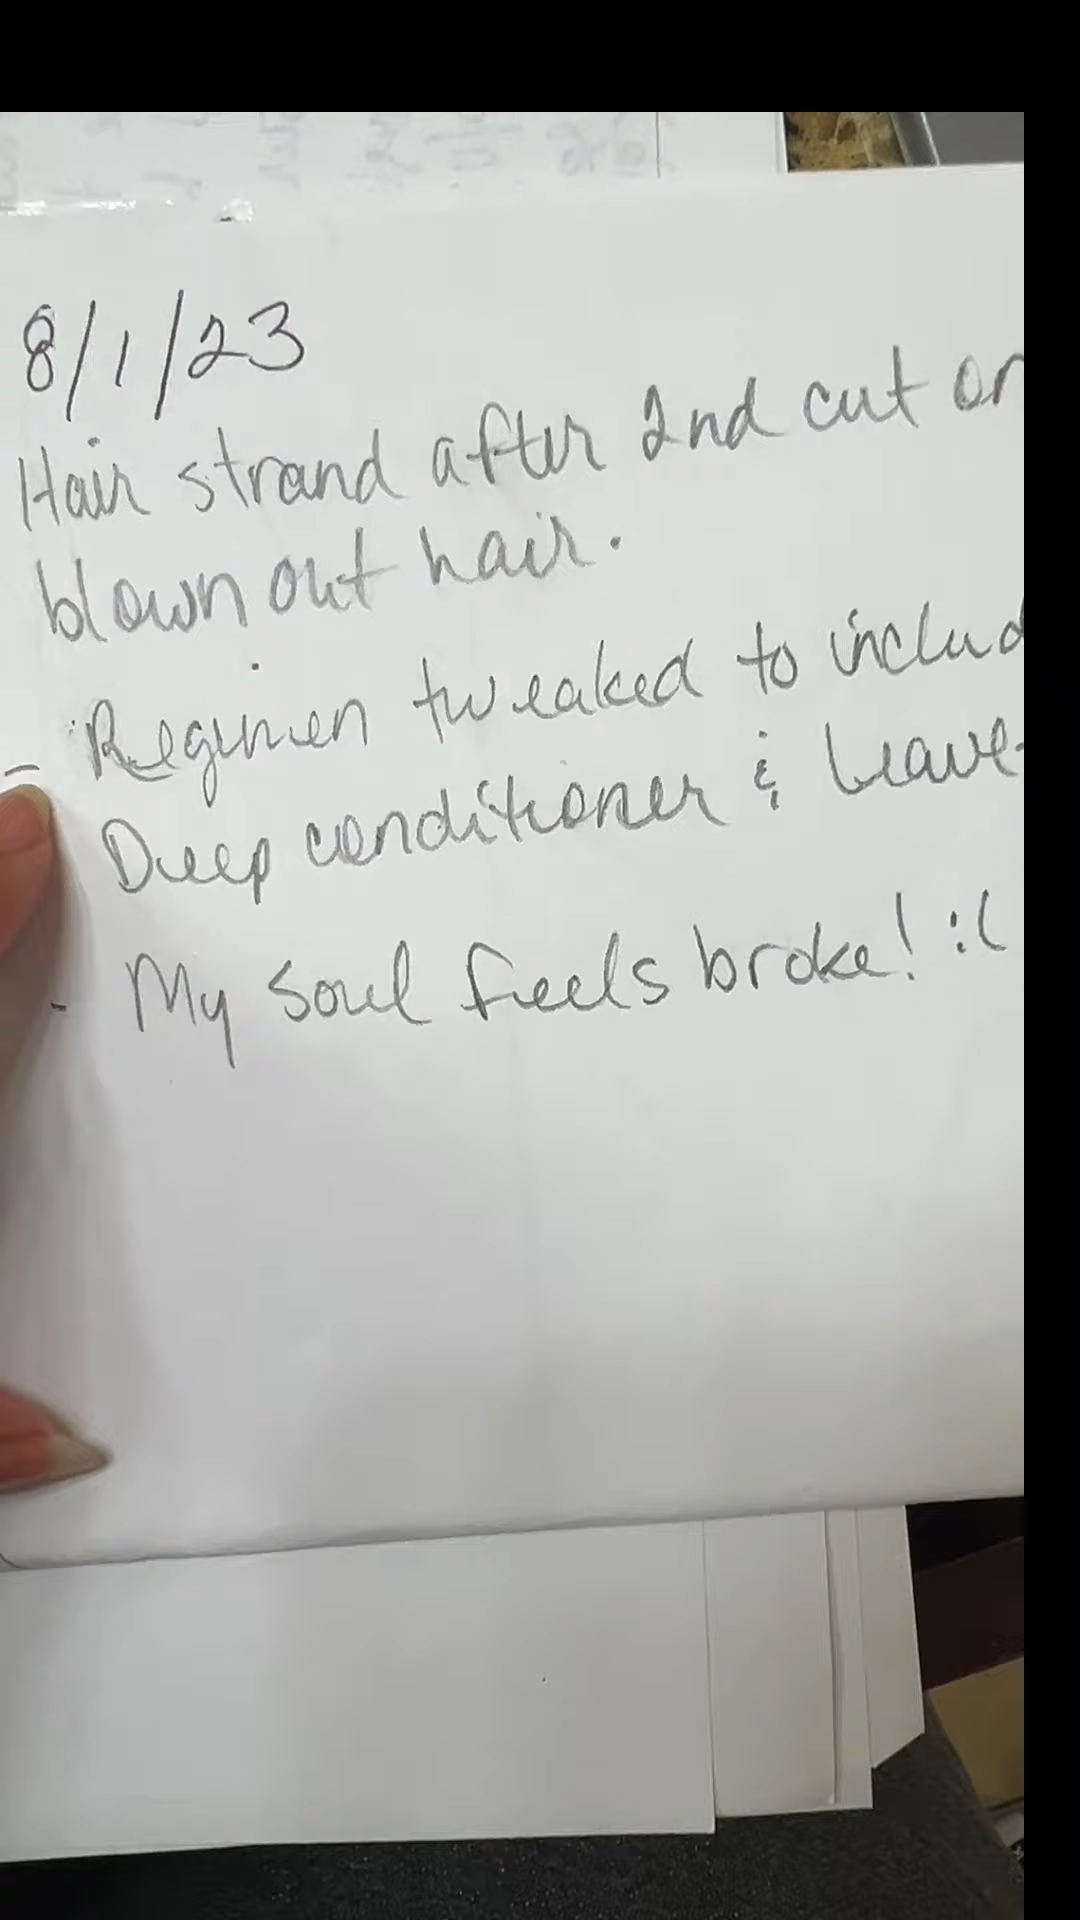 8/1/23
Hair strand after 2nd cut on
blown out hair.
- Regimen tweaked to includ
Deep conditioner & leave-
- My soul feels broke! :(